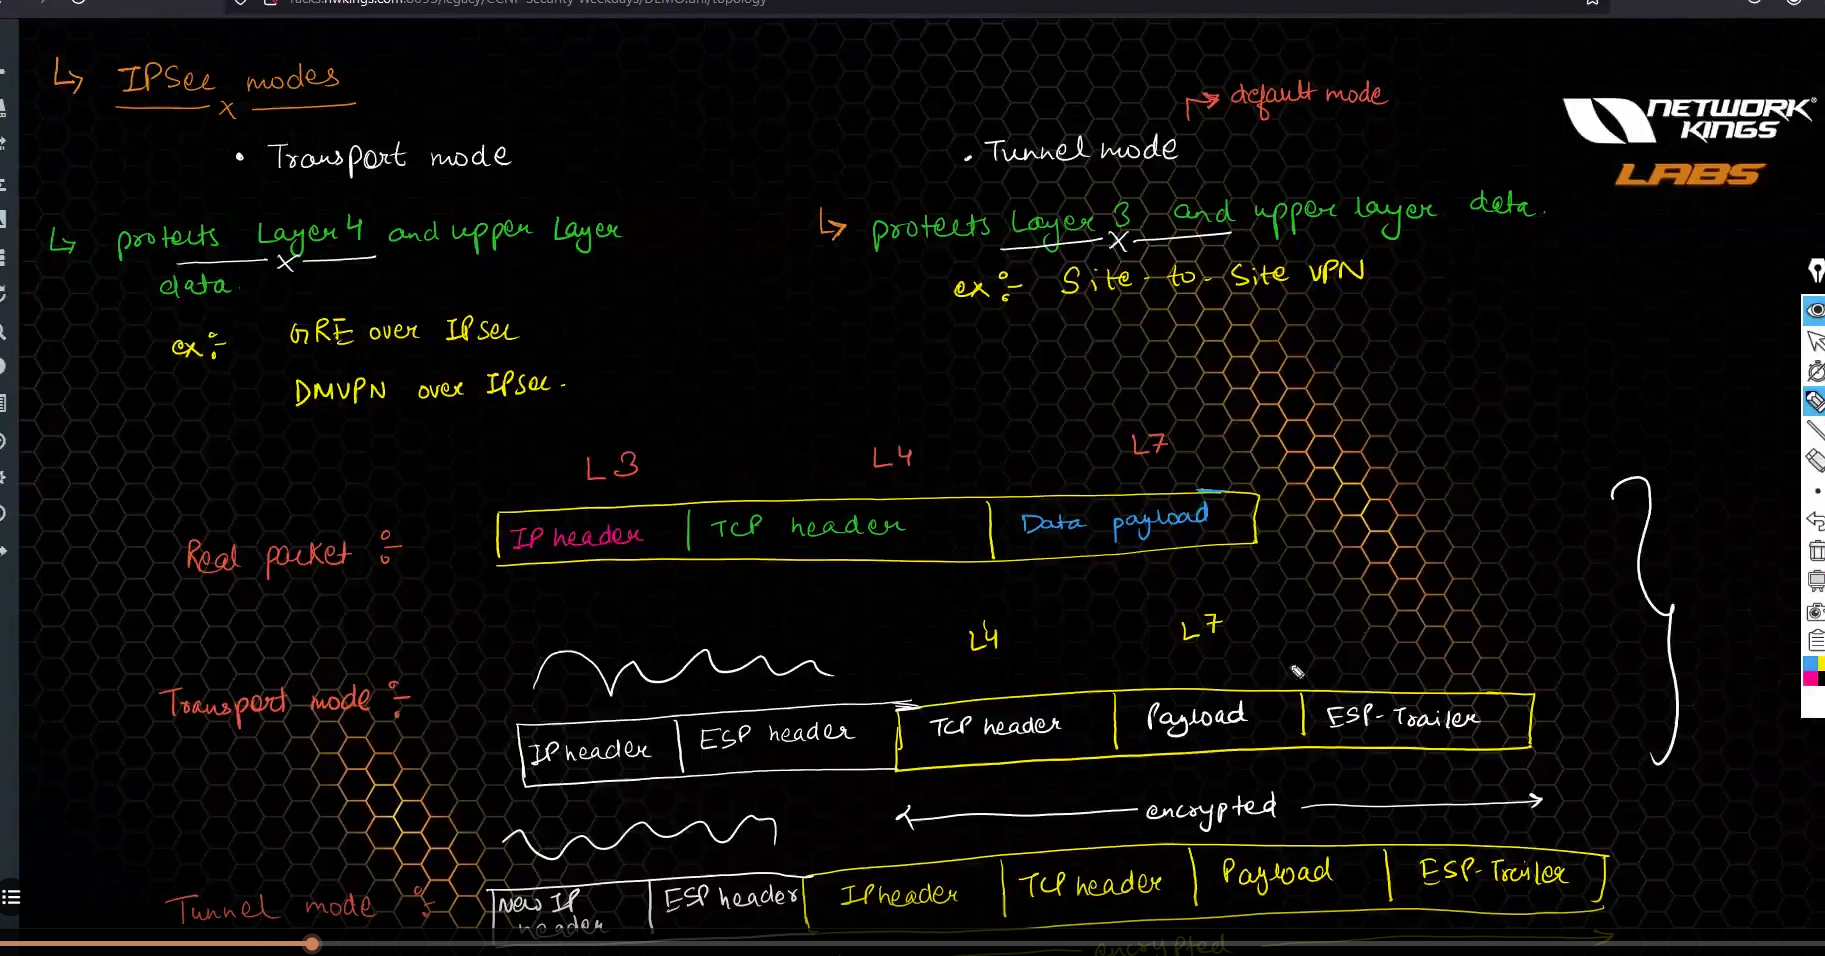 IPSec modes
default mode
NETWORK KINGS
LABS
• Transport mode
• Tunnel mode
protects Layer 4 and upper Layer
data.
protects Layer 3 and upper layer data.
ex:- Site-to-Site VPN
ex:- GRE over IPsec
DMVPN over IPsec.
L3 L4 L7
Real packet :- IP header TCP header Data payload
L4 L7
Transport mode :- IP header ESP header TCP header Payload ESP-Trailer
encrypted
Tunnel mode :- New IP header ESP header IP header TCP header Payload ESP-Trailer
encrypted